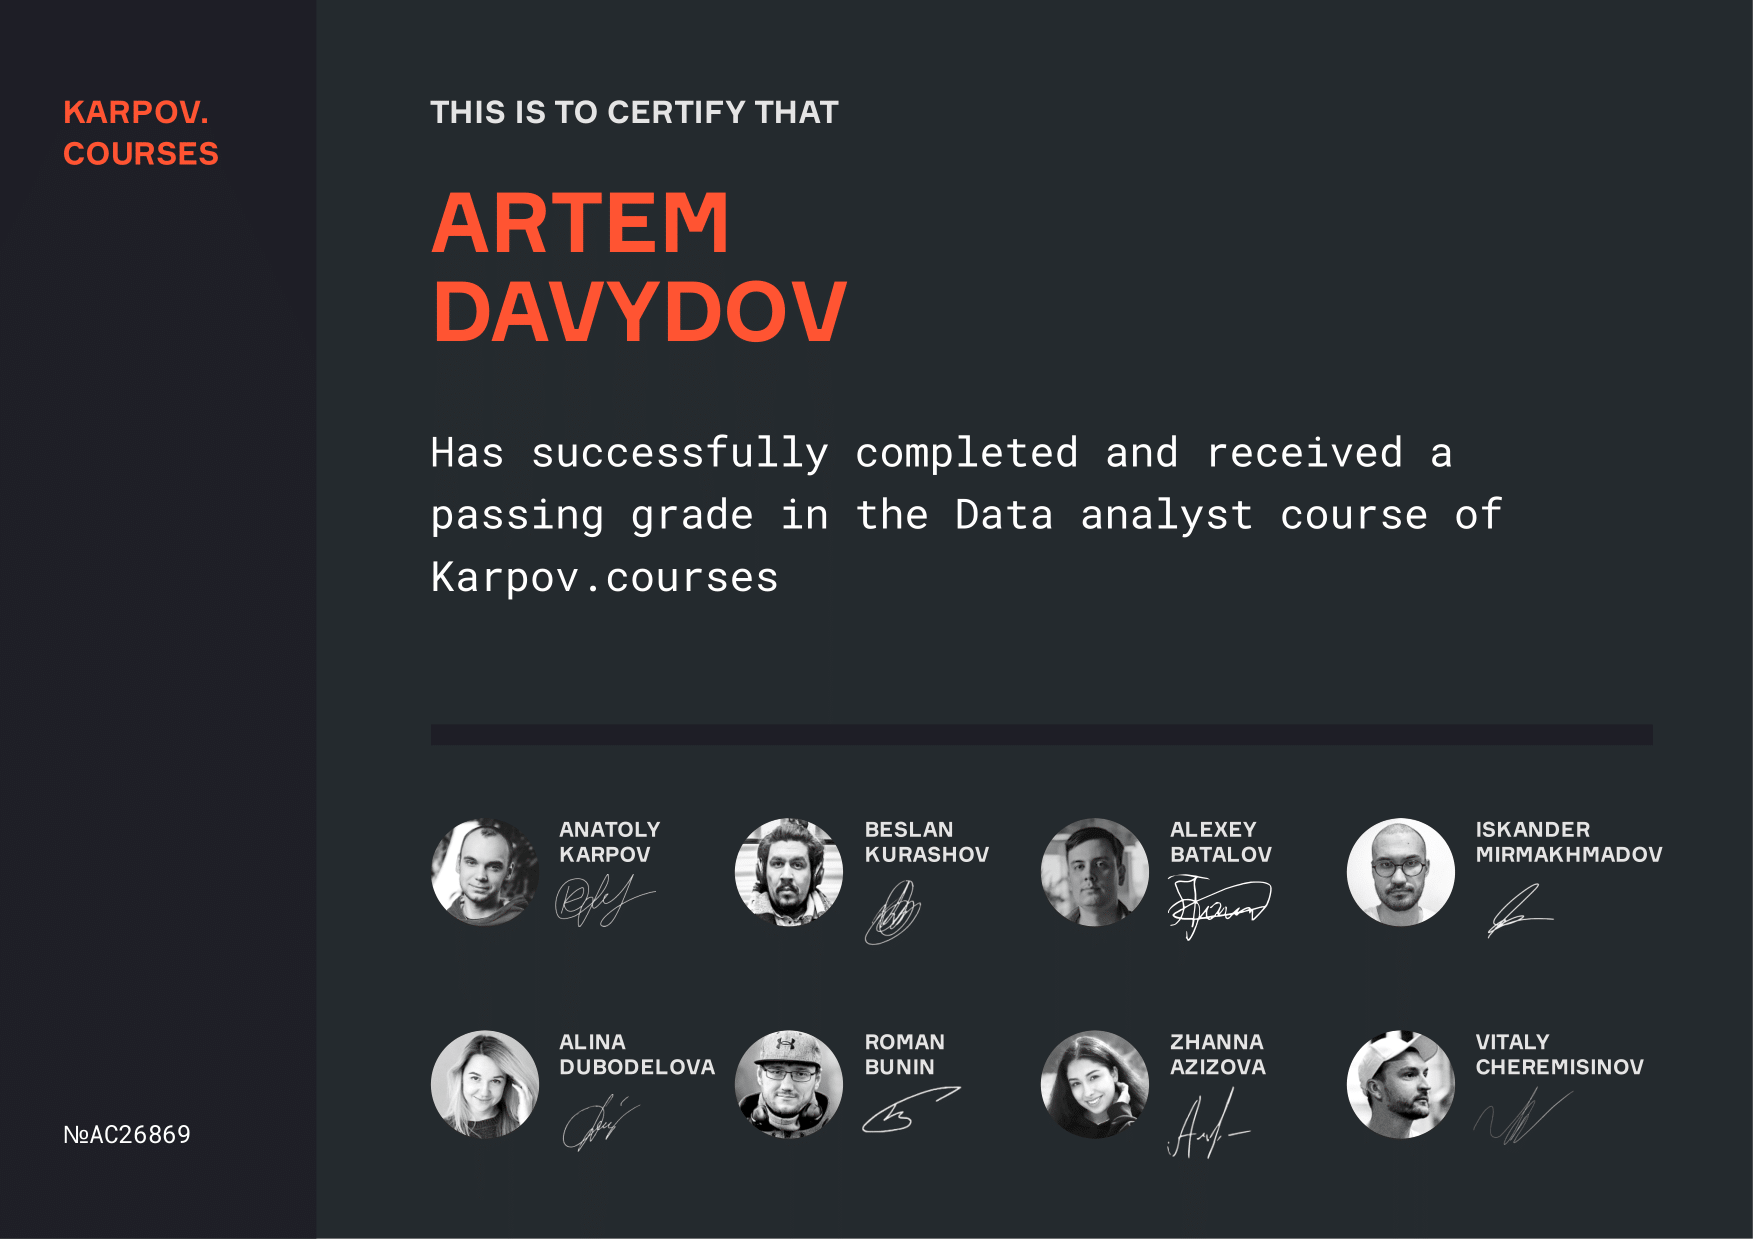 KARPOV.
COURSES
THIS IS TO CERTIFY THAT
ARTEM
DAVYDOV
Has successfully completed and received a
passing grade in the Data analyst course of
Karpov.courses
ANATOLY
KARPOV
BESLAN
KURASHOV
ALEXEY
BATALOV
ISKANDER
MIRMAKHMADOV
ALINA
DUBODELOVA
ROMAN
BUNIN
ZHANNA
AZIZOVA
VITALY
CHEREMISINOV
№AC26869